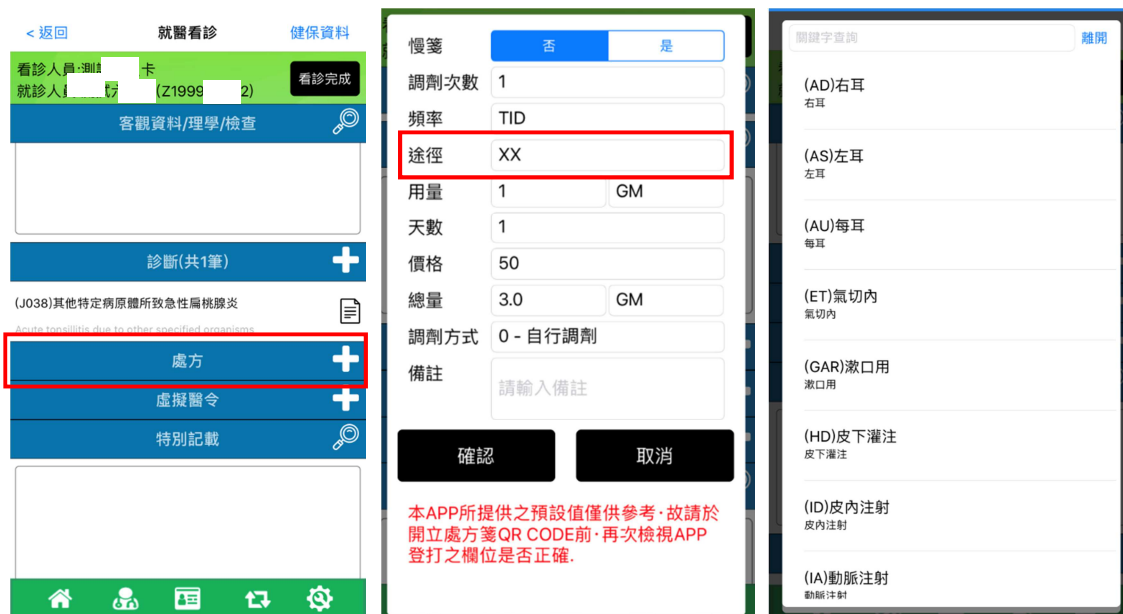 < 返回
就醫看診
健保資料
看診人員:測
卡
看診完成
就診人
(Z1999
2)
客觀資料/理學/檢查
診斷(共1筆)
(J038)其他特定病原體所致急性扁桃腺炎
Acute tonsillitis due to other specified organisms
處方
虛擬醫令
特別記載
慢箋
否
是
調劑次數
1
頻率
TID
途徑
XX
用量
1
GM
天數
1
價格
50
總量
3.0
GM
調劑方式
0 - 自行調劑
備註
請輸入備註
確認
取消
本APP所提供之預設值僅供參考,故請於
開立處方箋QR CODE前,再次檢視APP
登打之欄位是否正確.
關鍵字查詢
離開
(AD)右耳
右耳
(AS)左耳
左耳
(AU)每耳
每耳
(ET)氣切內
氣切內
(GAR)漱口用
漱口用
(HD)皮下灌注
皮下灌注
(ID)皮內注射
皮內注射
(IA)動脈注射
動脈注射